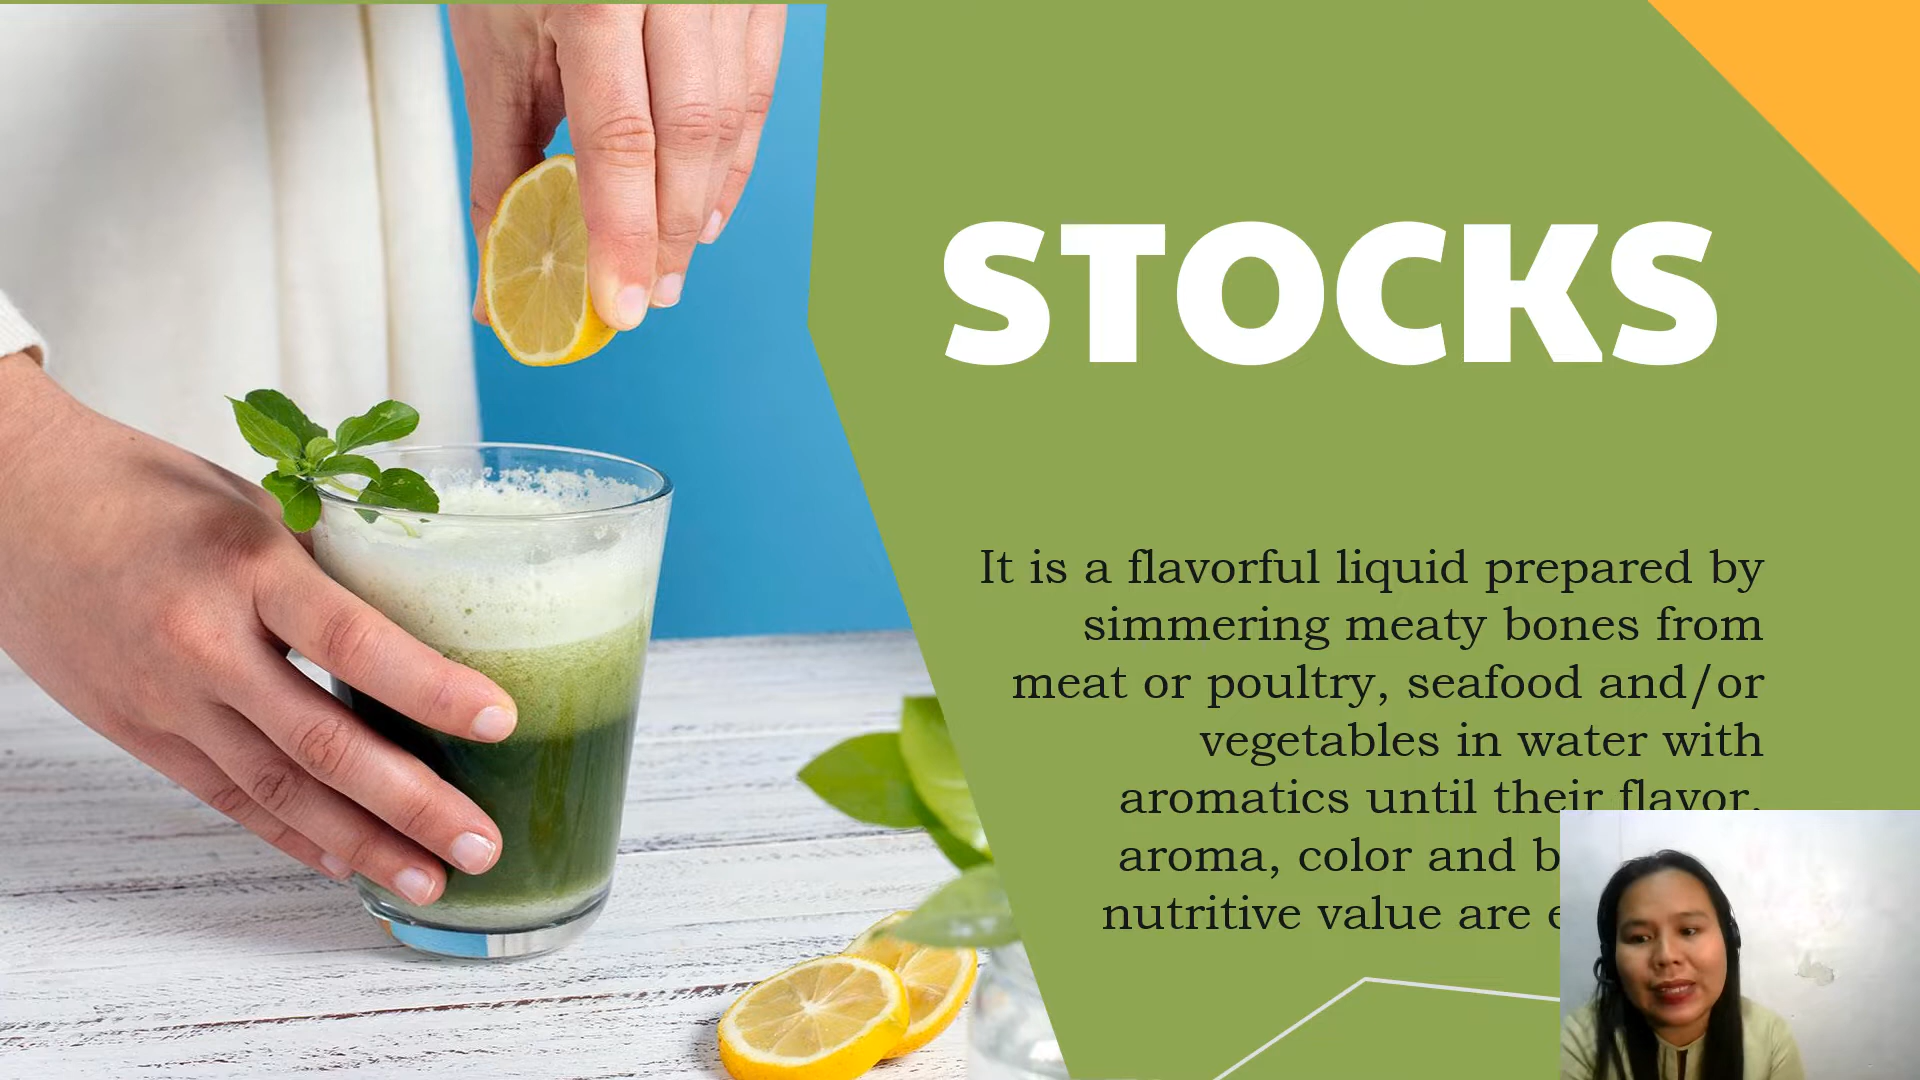 STOCKS
It is a flavorful liquid prepared by
simmering meaty bones from
meat or poultry, seafood and/or
vegetables in water with
aromatics until their flavor,
aroma, color and
nutritive value are